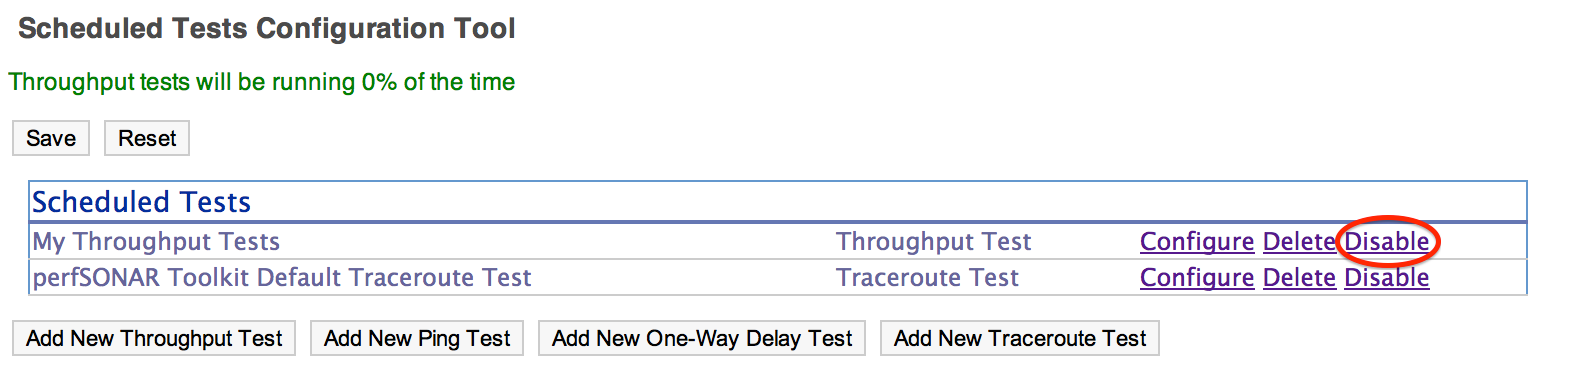 Scheduled Tests Configuration Tool
Throughput tests will be running 0% of the time
Save Reset
Scheduled Tests
My Throughput Tests Throughput Test Configure Delete Disable
perfSONAR Toolkit Default Traceroute Test Traceroute Test Configure Delete Disable
Add New Throughput Test Add New Ping Test Add New One-Way Delay Test Add New Traceroute Test